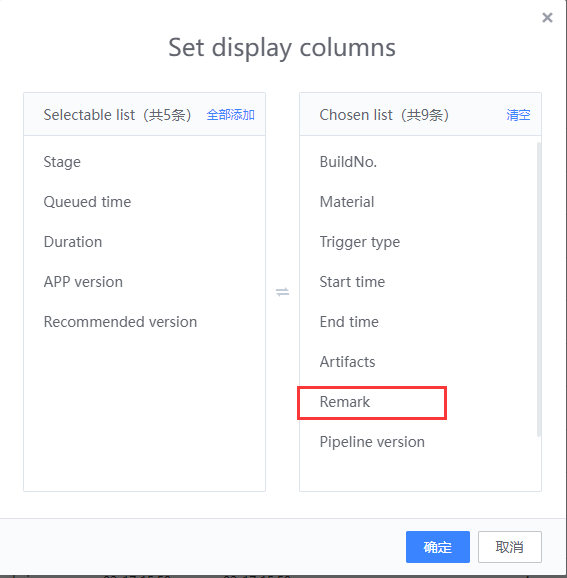 ×
Set display columns
Selectable list（共5条） 全部添加
Stage
Queued time
Duration
APP version
Recommended version
Chosen list（共9条） 清空
BuildNo.
Material
Trigger type
Start time
End time
Artifacts
Remark
Pipeline version
确定 取消